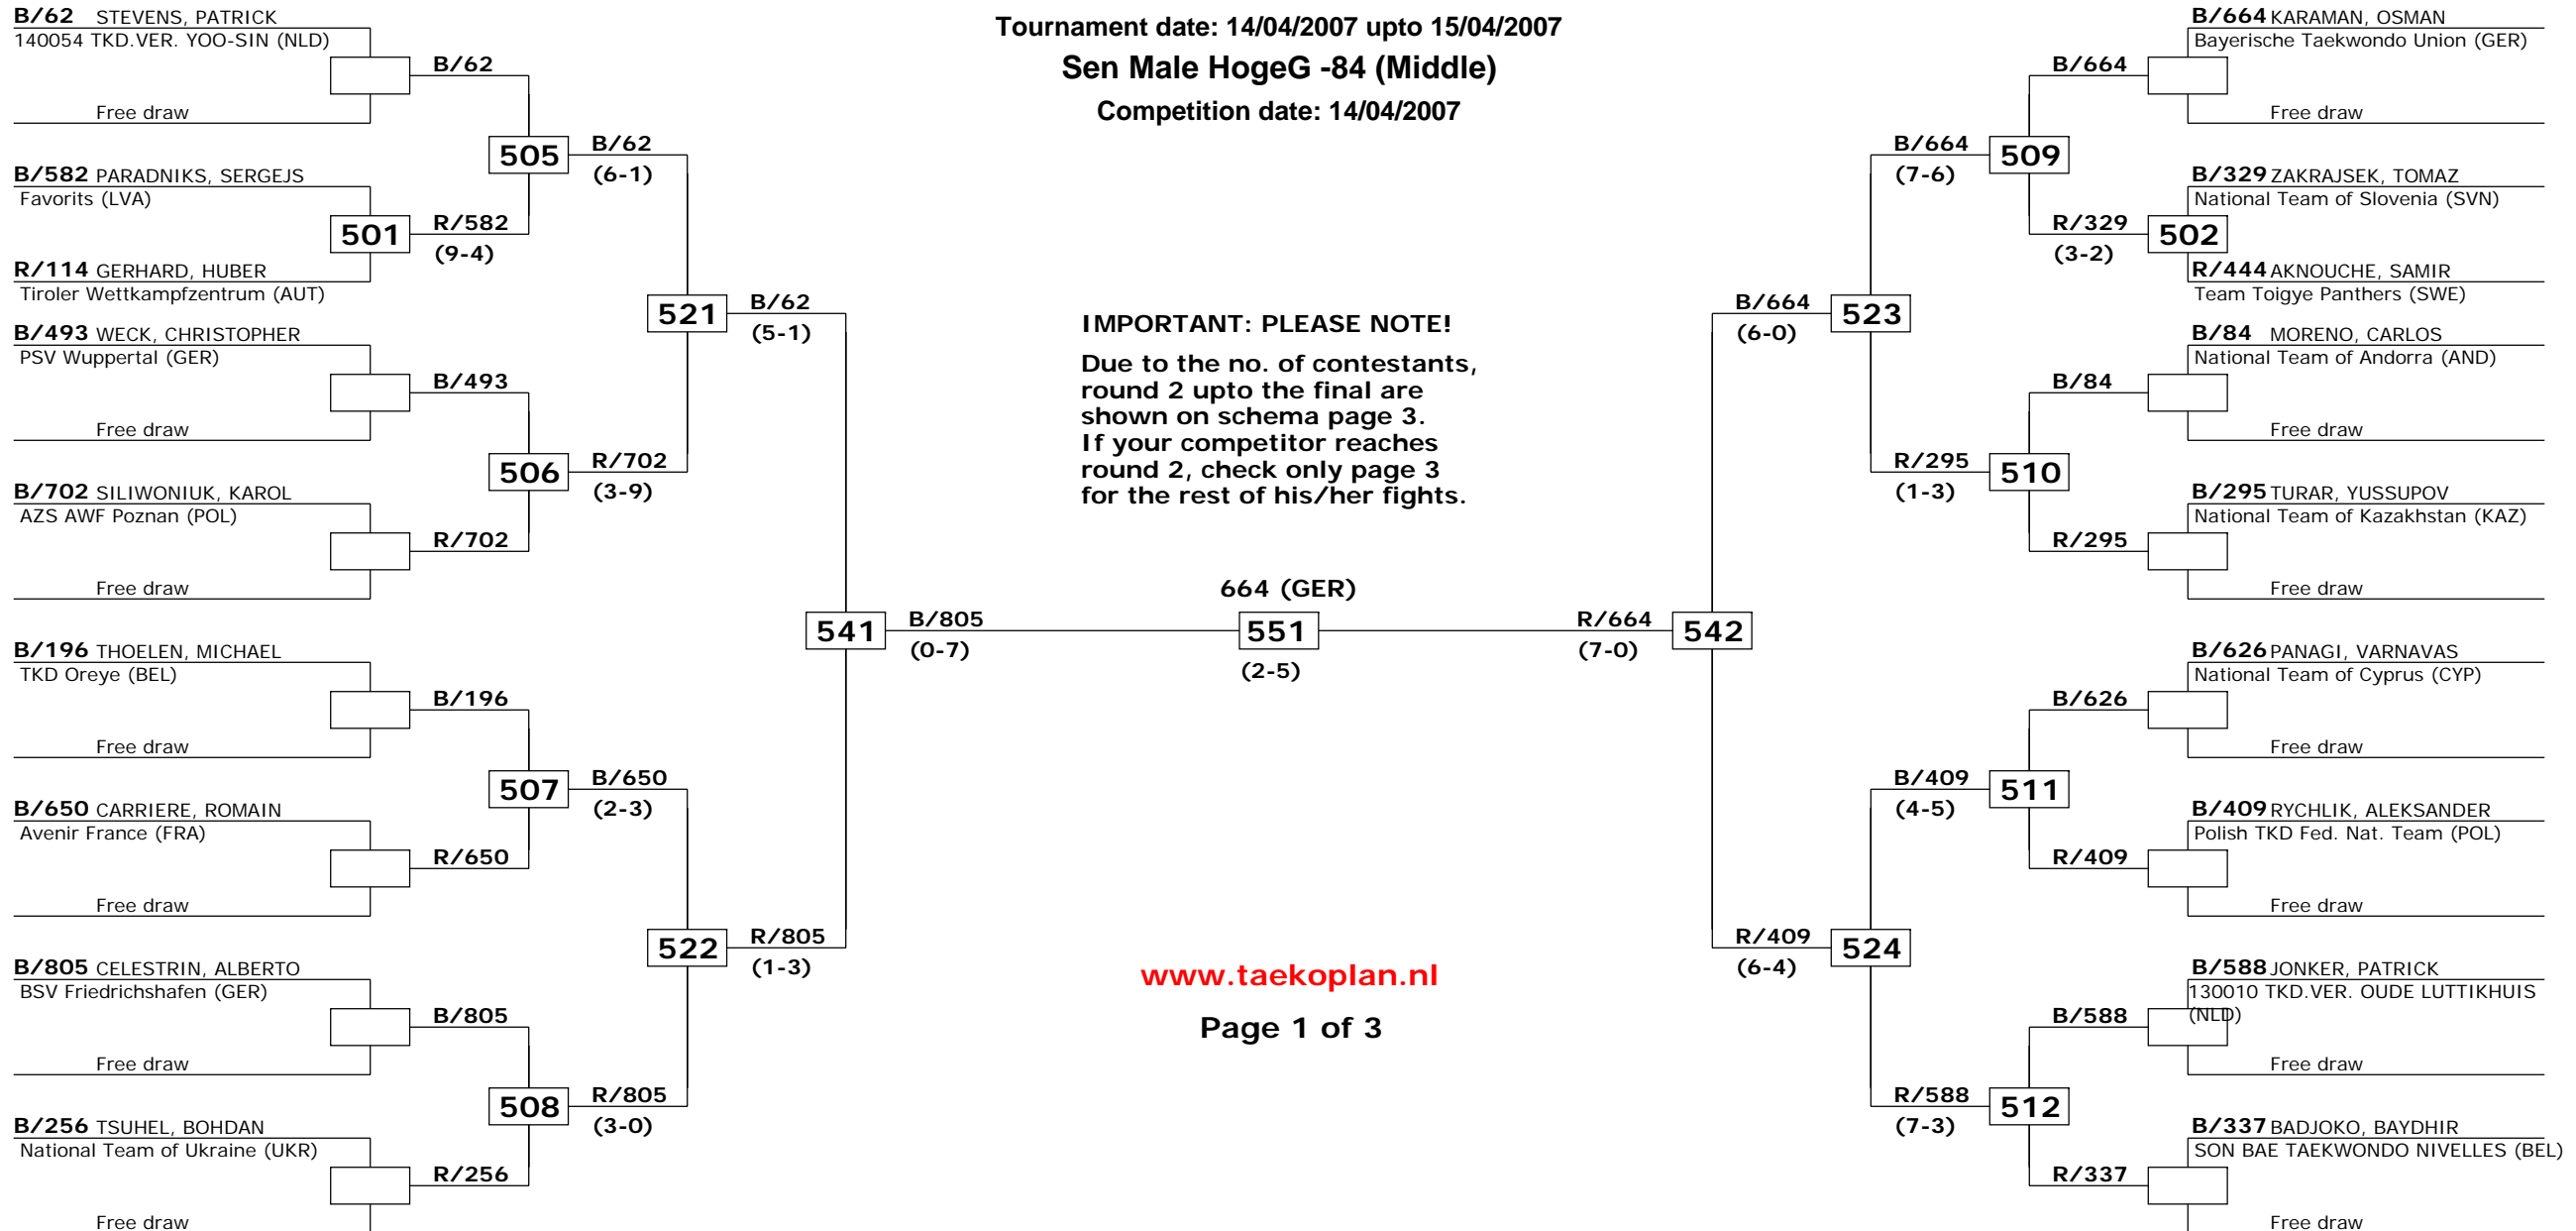 Tournament date: 14/04/2007 upto 15/04/2007
Sen Male HogeG -84 (Middle)
Competition date: 14/04/2007
B/62 STEVENS, PATRICK
140054 TKD.VER. YOO-SIN (NLD)
B/62
Free draw
505
B/62
(6-1)
B/582 PARADNIKS, SERGEJS
Favorits (LVA)
501
R/582
(9-4)
R/114 GERHARD, HUBER
Tiroler Wettkampfzentrum (AUT)
521
B/62
(5-1)
B/493 WECK, CHRISTOPHER
PSV Wuppertal (GER)
B/493
Free draw
506
R/702
(3-9)
B/702 SILIWONIUK, KAROL
AZS AWF Poznan (POL)
R/702
Free draw
541
B/805
(0-7)
B/196 THOELEN, MICHAEL
TKD Oreye (BEL)
B/196
Free draw
507
B/650
(2-3)
B/650 CARRIERE, ROMAIN
Avenir France (FRA)
R/650
Free draw
522
R/805
(1-3)
B/805 CELESTRIN, ALBERTO
BSV Friedrichshafen (GER)
B/805
Free draw
508
R/805
(3-0)
B/256 TSUHEL, BOHDAN
National Team of Ukraine (UKR)
R/256
Free draw
IMPORTANT: PLEASE NOTE!
Due to the no. of contestants,
round 2 upto the final are
shown on schema page 3.
If your competitor reaches
round 2, check only page 3
for the rest of his/her fights.
664 (GER)
551
(2-5)
www.taekoplan.nl
Page 1 of 3
B/664 KARAMAN, OSMAN
Bayerische Taekwondo Union (GER)
B/664
Free draw
B/664
(7-6)
509
B/329 ZAKRAJSEK, TOMAZ
National Team of Slovenia (SVN)
R/329
(3-2)
502
R/444 AKNOUCHE, SAMIR
Team Toigye Panthers (SWE)
B/664
(6-0)
523
B/84 MORENO, CARLOS
National Team of Andorra (AND)
B/84
Free draw
R/295
(1-3)
510
B/295 TURAR, YUSSUPOV
National Team of Kazakhstan (KAZ)
R/295
Free draw
R/664
(7-0)
542
B/626 PANAGI, VARNAVAS
National Team of Cyprus (CYP)
B/626
Free draw
B/409
(4-5)
511
B/409 RYCHLIK, ALEKSANDER
Polish TKD Fed. Nat. Team (POL)
R/409
Free draw
R/409
(6-4)
524
B/588 JONKER, PATRICK
130010 TKD.VER. OUDE LUTTIKHUIS
(NLD)
B/588
Free draw
R/588
(7-3)
512
B/337 BADJOKO, BAYDHIR
SON BAE TAEKWONDO NIVELLES (BEL)
R/337
Free draw